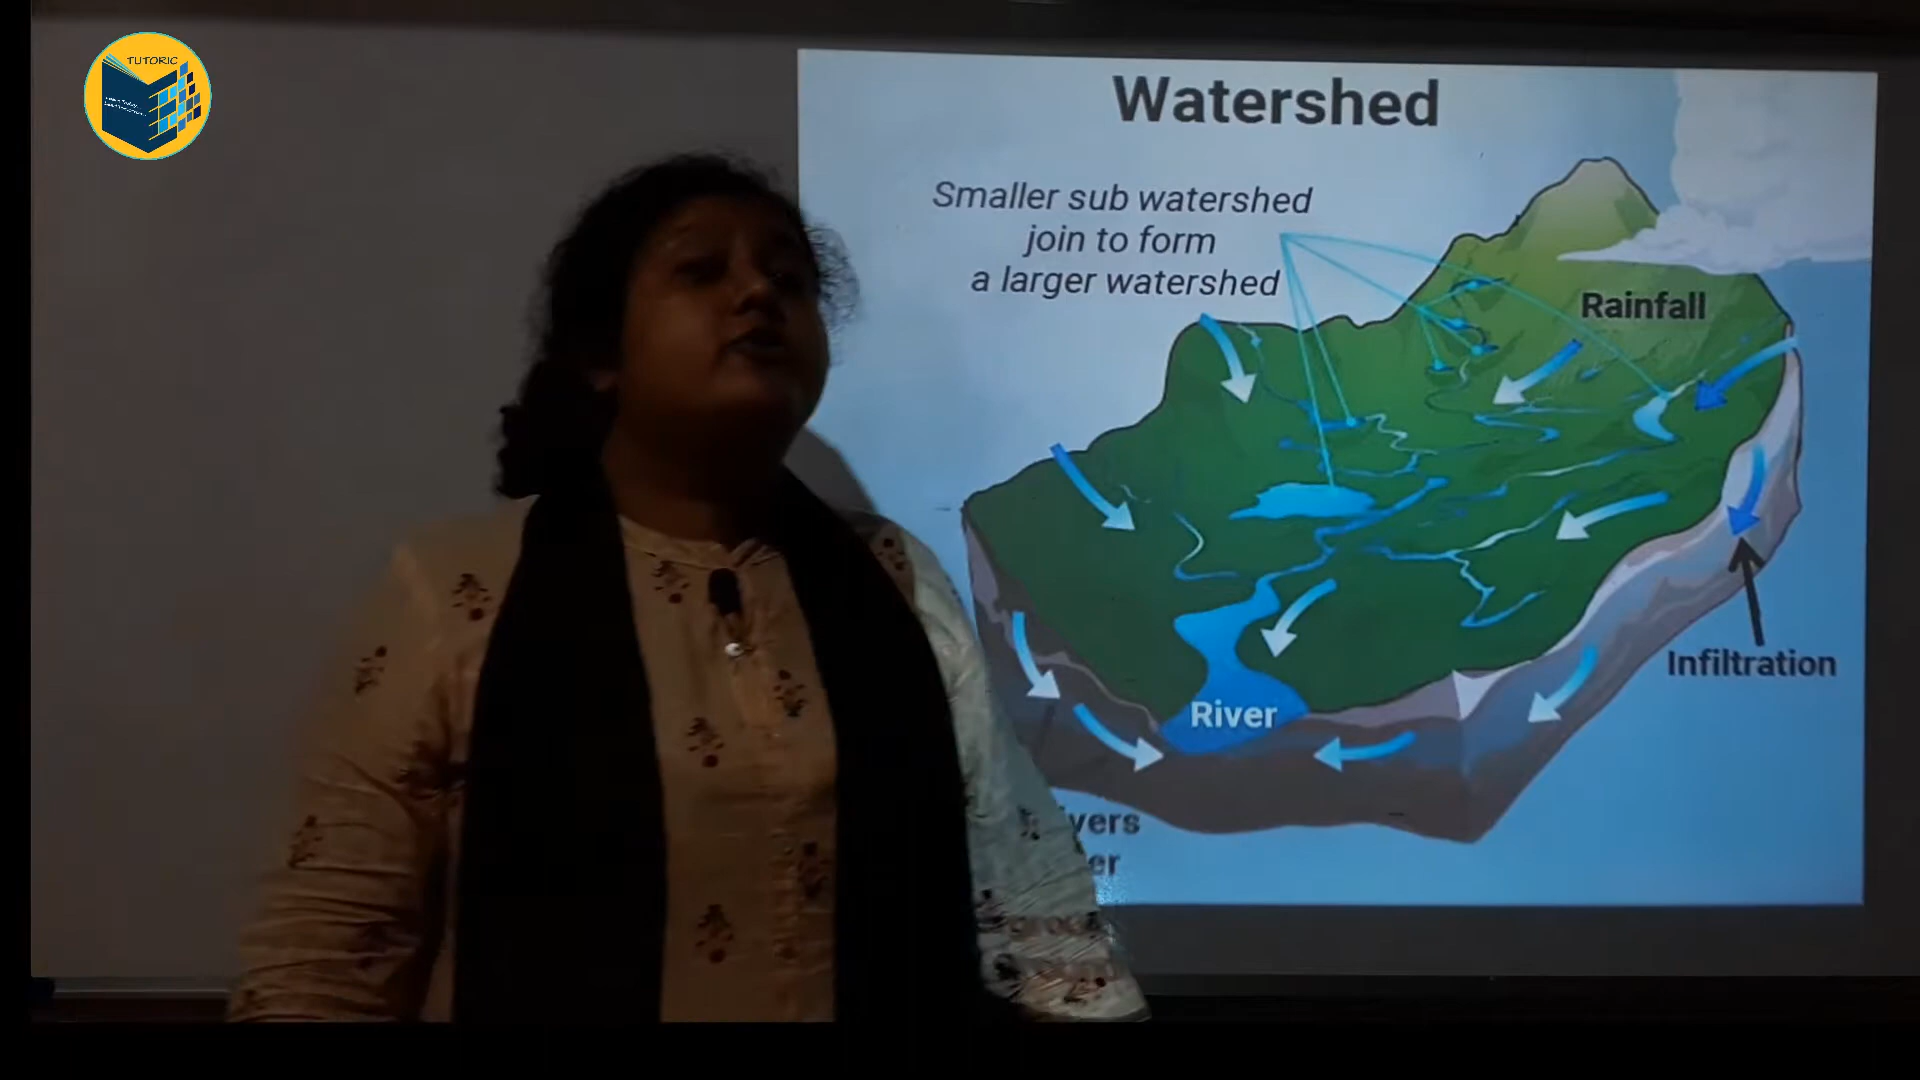 TUTORIC
Watershed
Smaller sub watershed
join to form
a larger watershed
Rainfall
Infiltration
River